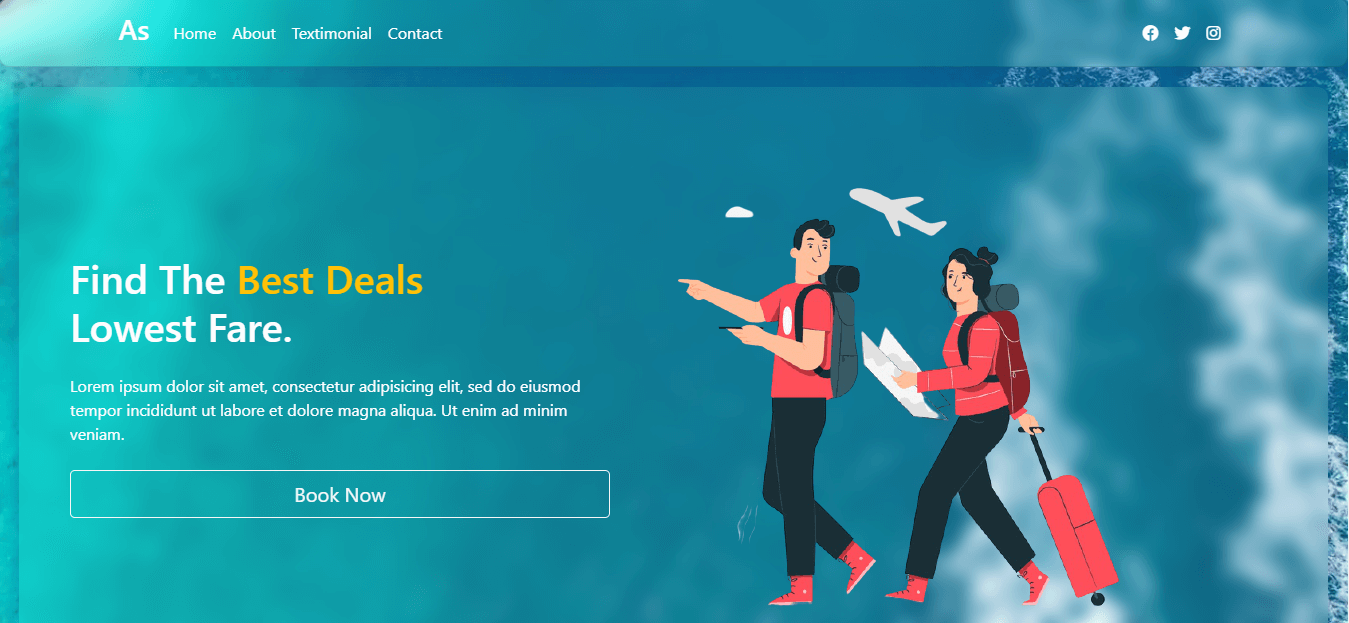 As Home About Textimonial Contact
Find The Best Deals
Lowest Fare.
Lorem ipsum dolor sit amet, consectetur adipisicing elit, sed do eiusmod
tempor incididunt ut labore et dolore magna aliqua. Ut enim ad minim
veniam.
Book Now